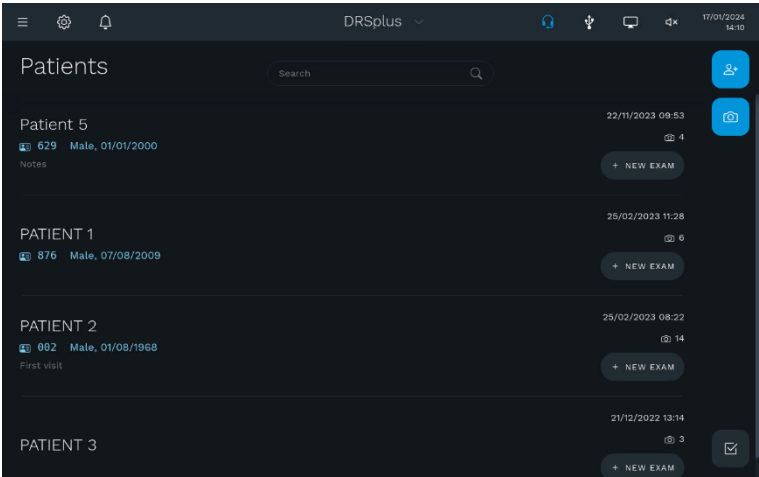 DRSplus
17/01/2024
14:10
Patients
Search
Patient 5
22/11/2023 09:53
629 Male, 01/01/2000
4
Notes
+ NEW EXAM
PATIENT 1
25/02/2023 11:28
876 Male, 07/08/2009
6
+ NEW EXAM
PATIENT 2
25/02/2023 08:22
002 Male, 01/08/1968
14
First visit
+ NEW EXAM
PATIENT 3
21/12/2022 13:14
3
+ NEW EXAM